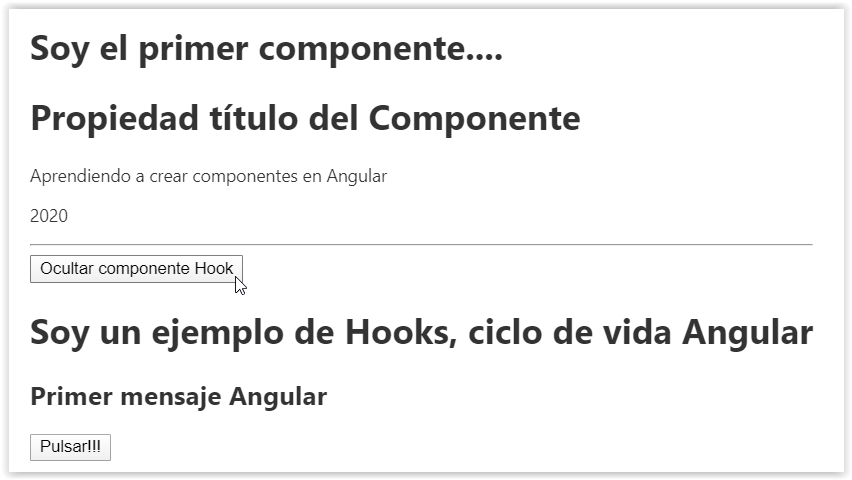 Soy el primer componente....
Propiedad título del Componente
Aprendiendo a crear componentes en Angular
2020
Ocultar componente Hook
Soy un ejemplo de Hooks, ciclo de vida Angular
Primer mensaje Angular
Pulsar!!!